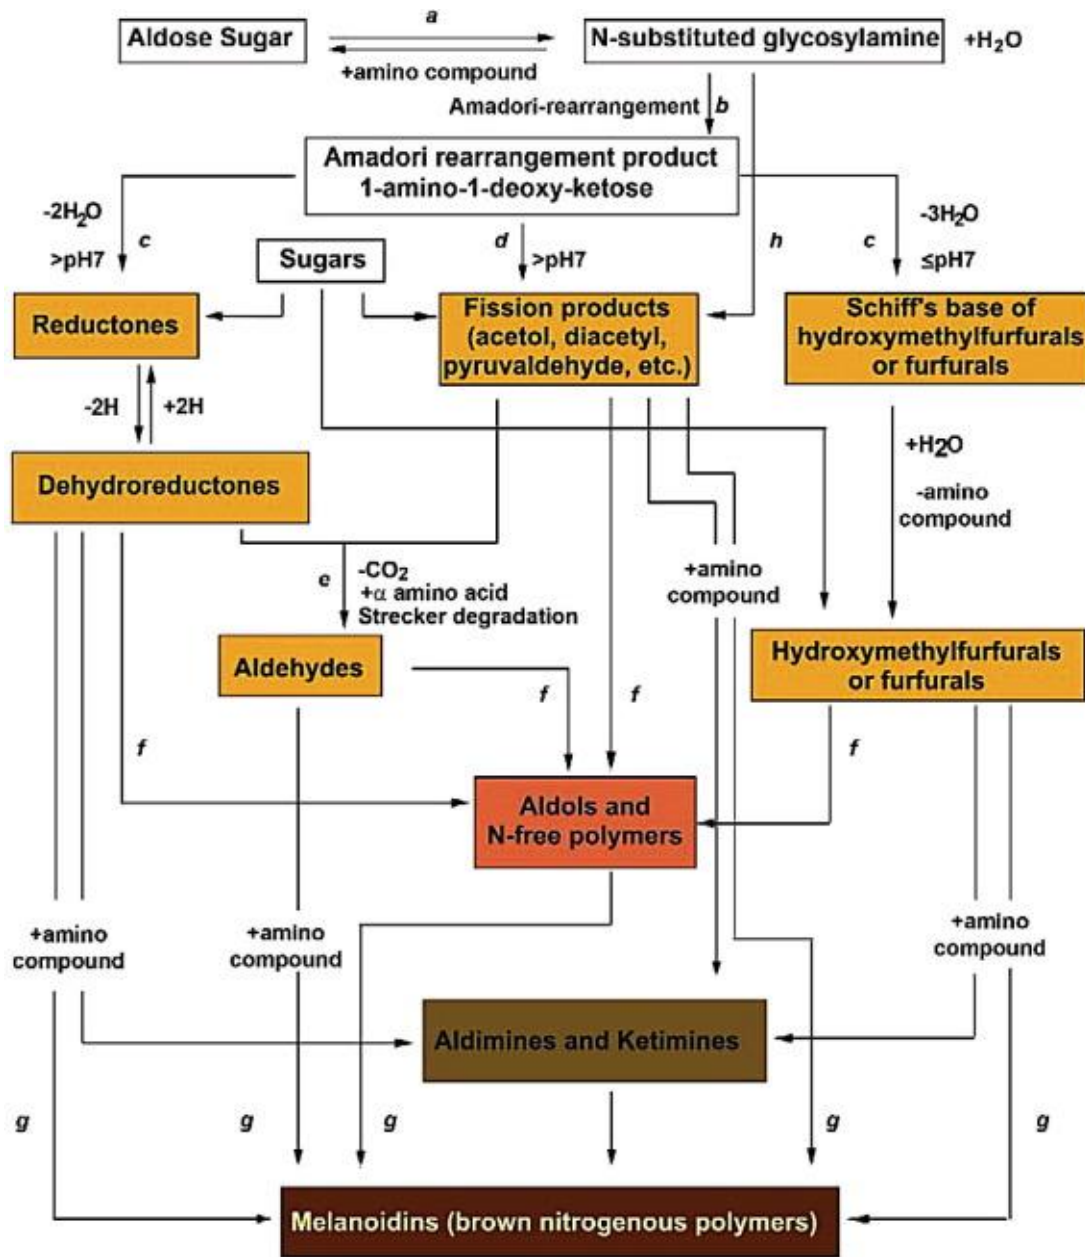 a
Aldose Sugar
N-substituted glycosylamine
+H2O
+amino compound
Amadori-rearrangement
b
Amadori rearrangement product
1-amino-1-deoxy-ketose
-2H2O
-3H2O
c
d
h
c
>pH7
>pH7
≤pH7
Sugars
Reductones
Fission products
(acetol, diacetyl,
pyruvaldehyde, etc.)
Schiff's base of
hydroxymethylfurfurals
or furfurals
-2H
+2H
+H2O
-amino
compound
Dehydroreductones
e
-CO2
+α amino acid
Strecker degradation
+amino
compound
Aldehydes
Hydroxymethylfurfurals
or furfurals
f
f
f
f
Aldols and
N-free polymers
+amino
compound
+amino
compound
+amino
compound
Aldimines and Ketimines
g
g
g
g
g
Melanoidins (brown nitrogenous polymers)